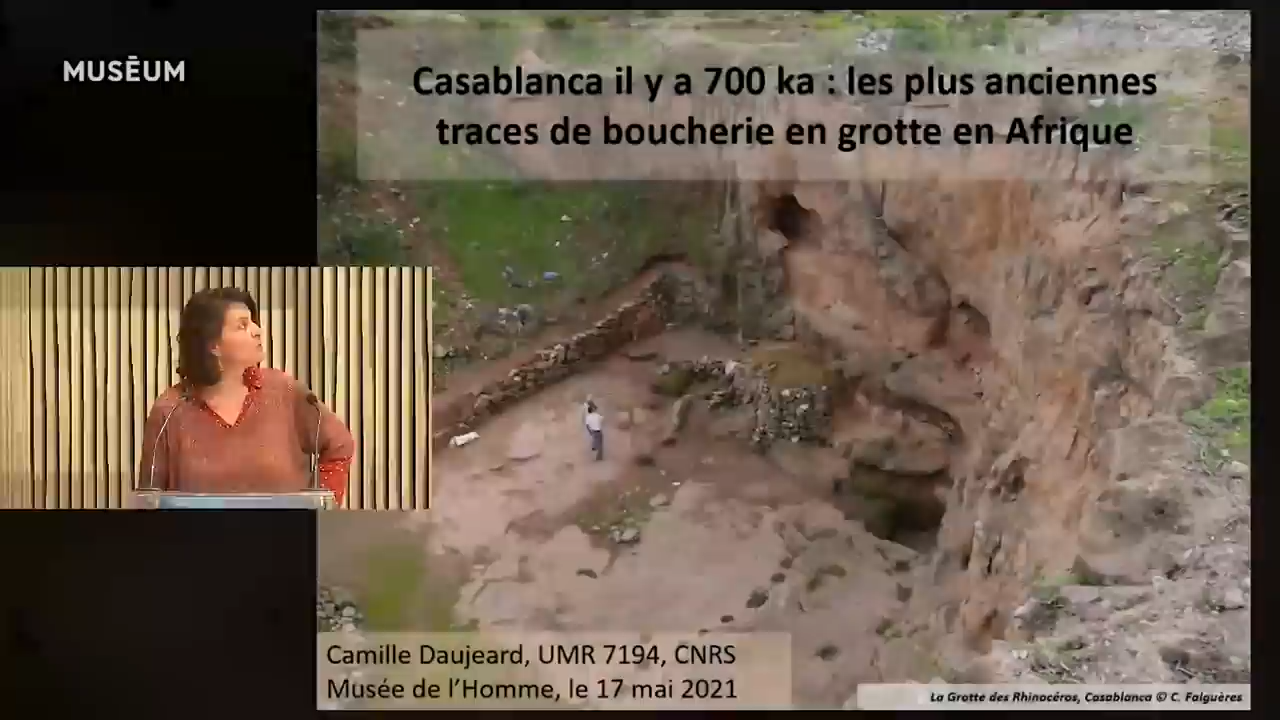 MUSĒUM
Casablanca il y a 700 ka : les plus anciennes
traces de boucherie en grotte en Afrique
Camille Daujeard, UMR 7194, CNRS
Musée de l'Homme, le 17 mai 2021
La Grotte des Rhinocéros, Casablanca © C. Falguères